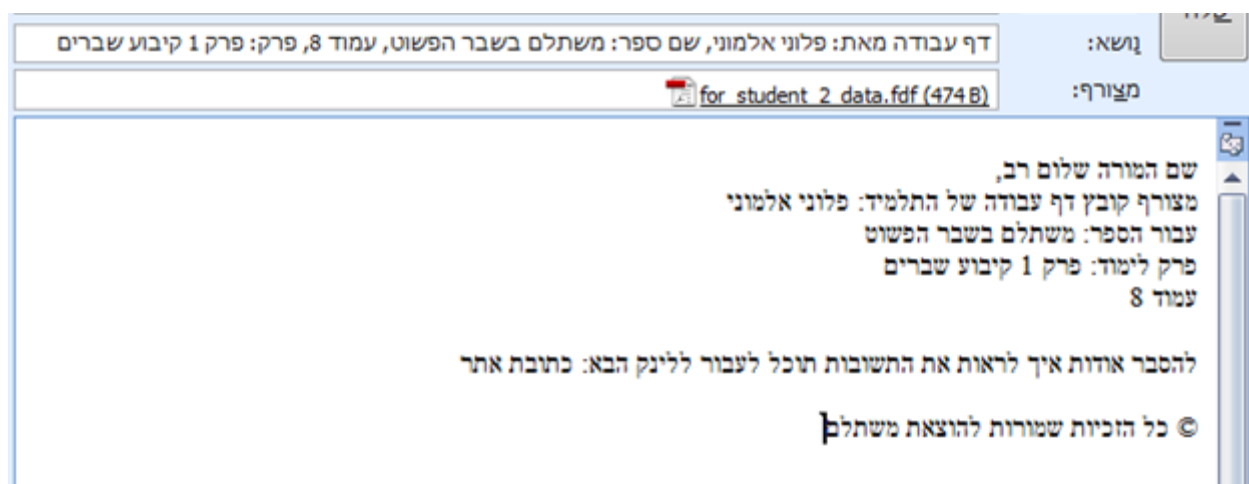 נושא:
דף עבודה מאת: פלוני אלמוני, שם ספר: משתלם בשבר הפשוט, עמוד 8, פרק: פרק 1 קיבוע שברים
מצורף:
for_student_2_data.fdf (474 B)
שם המורה שלום רב,
מצורף קובץ דף עבודה של התלמיד: פלוני אלמוני
עבור הספר: משתלם בשבר הפשוט
פרק לימוד: פרק 1 קיבוע שברים
עמוד 8
להסבר אודות איך לראות את התשובות תוכל לעבור ללינק הבא: כתובת אתר
© כל הזכיות שמורות להוצאת משתלם